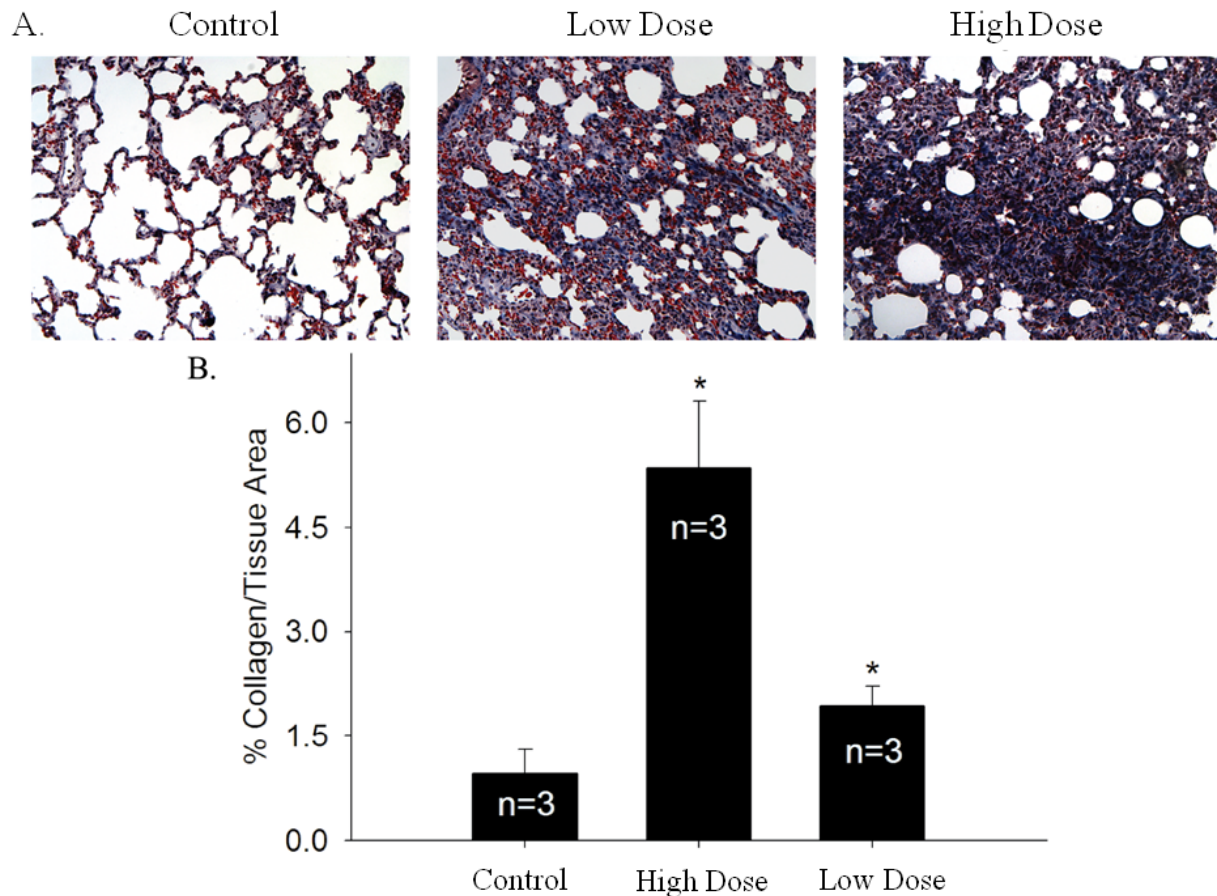 A. Control Low Dose High Dose
B.
% Collagen/Tissue Area
6.0
4.5
3.0
1.5
0.0
*
n=3
*
n=3
n=3
Control High Dose Low Dose